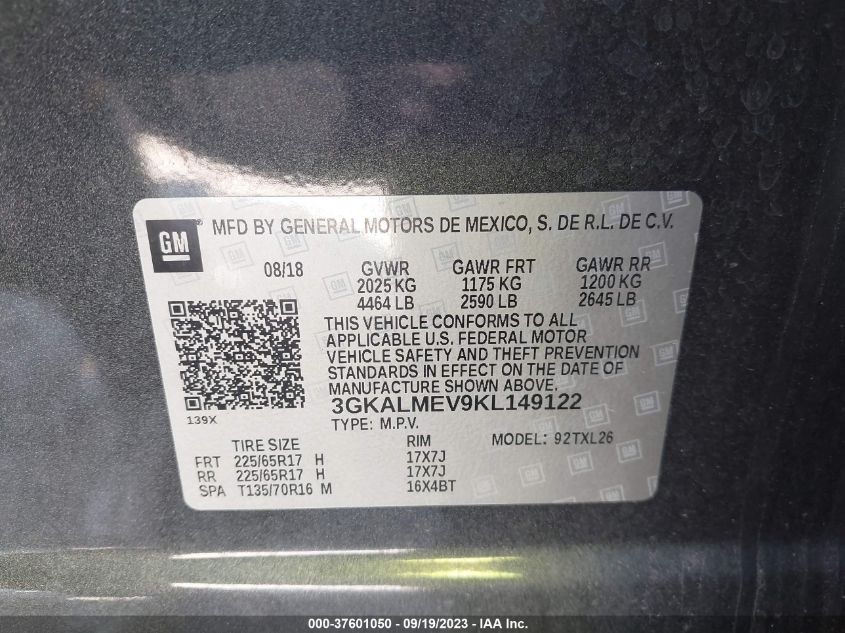 GM® MFD BY GENERAL MOTORS DE MEXICO, S. DE R.L. DE C.V.
08/18 GVWR GAWR FRT GAWR RR
2025 KG 1175 KG 1200 KG
4464 LB 2590 LB 2645 LB
THIS VEHICLE CONFORMS TO ALL
APPLICABLE U.S. FEDERAL MOTOR
VEHICLE SAFETY AND THEFT PREVENTION
STANDARDS IN EFFECT ON THE DATE OF
MANUFACTURE SHOWN ABOVE.
139X
3GKALMEV9KL149122
TYPE: M.P.V. MODEL: 92TXL26
TIRE SIZE RIM
FRT 225/65R17 H 17X7J
RR 225/65R17 H 17X7J
SPA T135/70R16 M 16X4BT
000-37601050 - 09/19/2023 - IAA Inc.